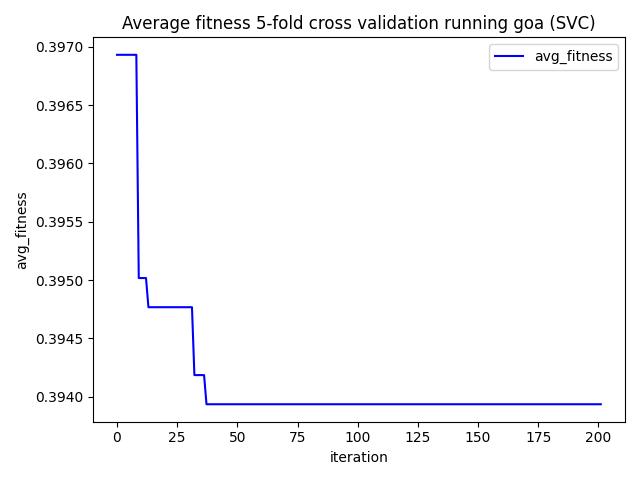 Average fitness 5-fold cross validation running goa (SVC)
avg_fitness
0.3970
0.3965
0.3960
0.3955
0.3950
0.3945
0.3940
avg_fitness
0 25 50 75 100 125 150 175 200
iteration